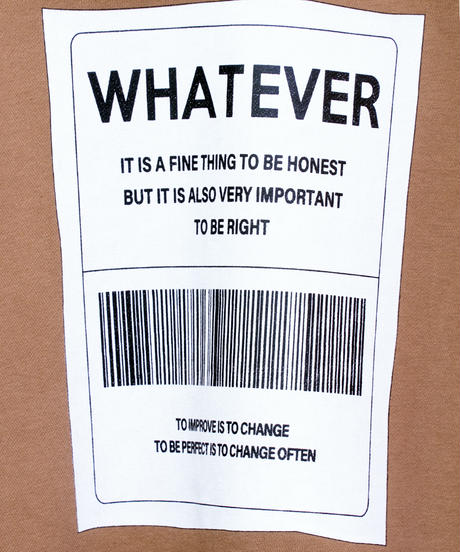 WHATEVER
IT IS A FINE THING TO BE HONEST
BUT IT IS ALSO VERY IMPORTANT
TO BE RIGHT
TO IMPROVE IS TO CHANGE
TO BE PERFECT IS TO CHANGE OFTEN